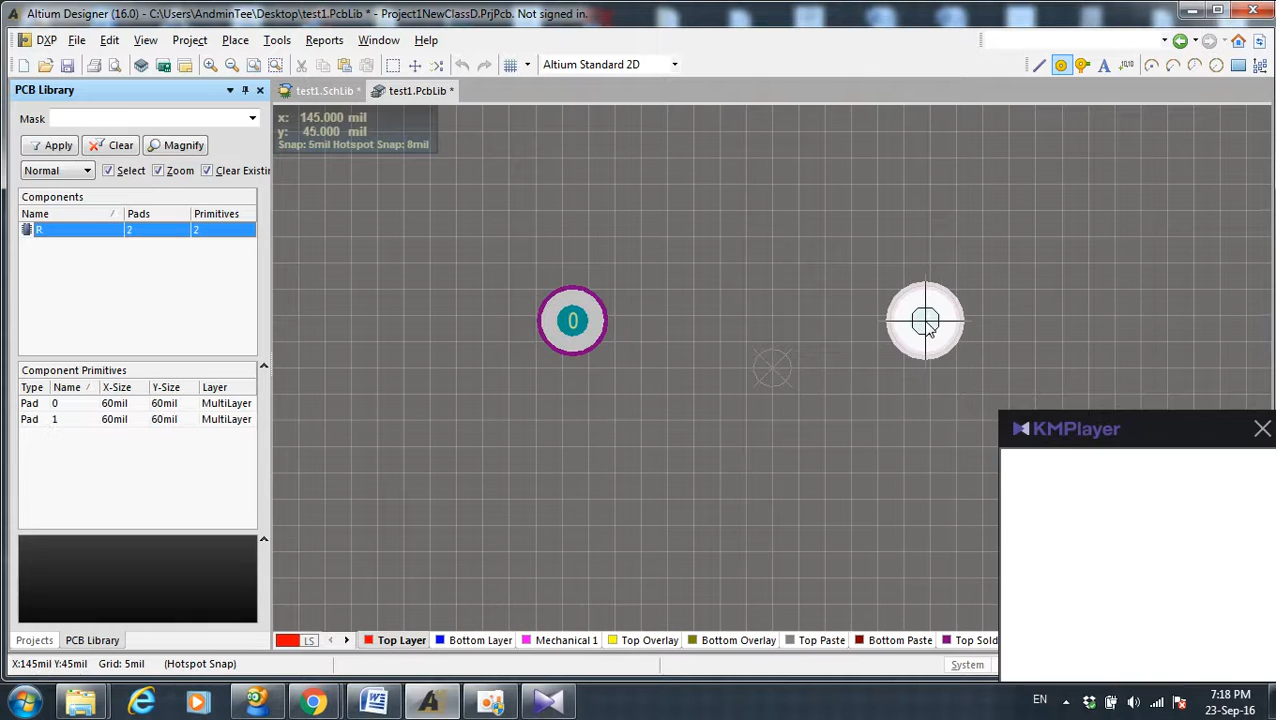 Altium Designer (16.0) - C:\Users\AndminTee\Desktop\test1.PcbLib * - Project1NewClassD.PrjPcb. Not signed in.
DXP File Edit View Project Place Tools Reports Window Help
Altium Standard 2D
PCB Library
test1.SchLib * test1.PcbLib *
Mask
x: 145.000 mil
y: 45.000 mil
Snap: 5mil Hotspot Snap: 8mil
Apply Clear Magnify
Normal Select Zoom Clear Existin
Components
Name / Pads Primitives
R 2 2
0
Component Primitives
Type Name / X-Size Y-Size Layer
Pad 0 60mil 60mil MultiLayer
Pad 1 60mil 60mil MultiLayer
KMPlayer
Projects PCB Library
LS Top Layer Bottom Layer Mechanical 1 Top Overlay Bottom Overlay Top Paste Bottom Paste Top Sold
X:145mil Y:45mil Grid: 5mil (Hotspot Snap)
System
EN
7:18 PM
23-Sep-16